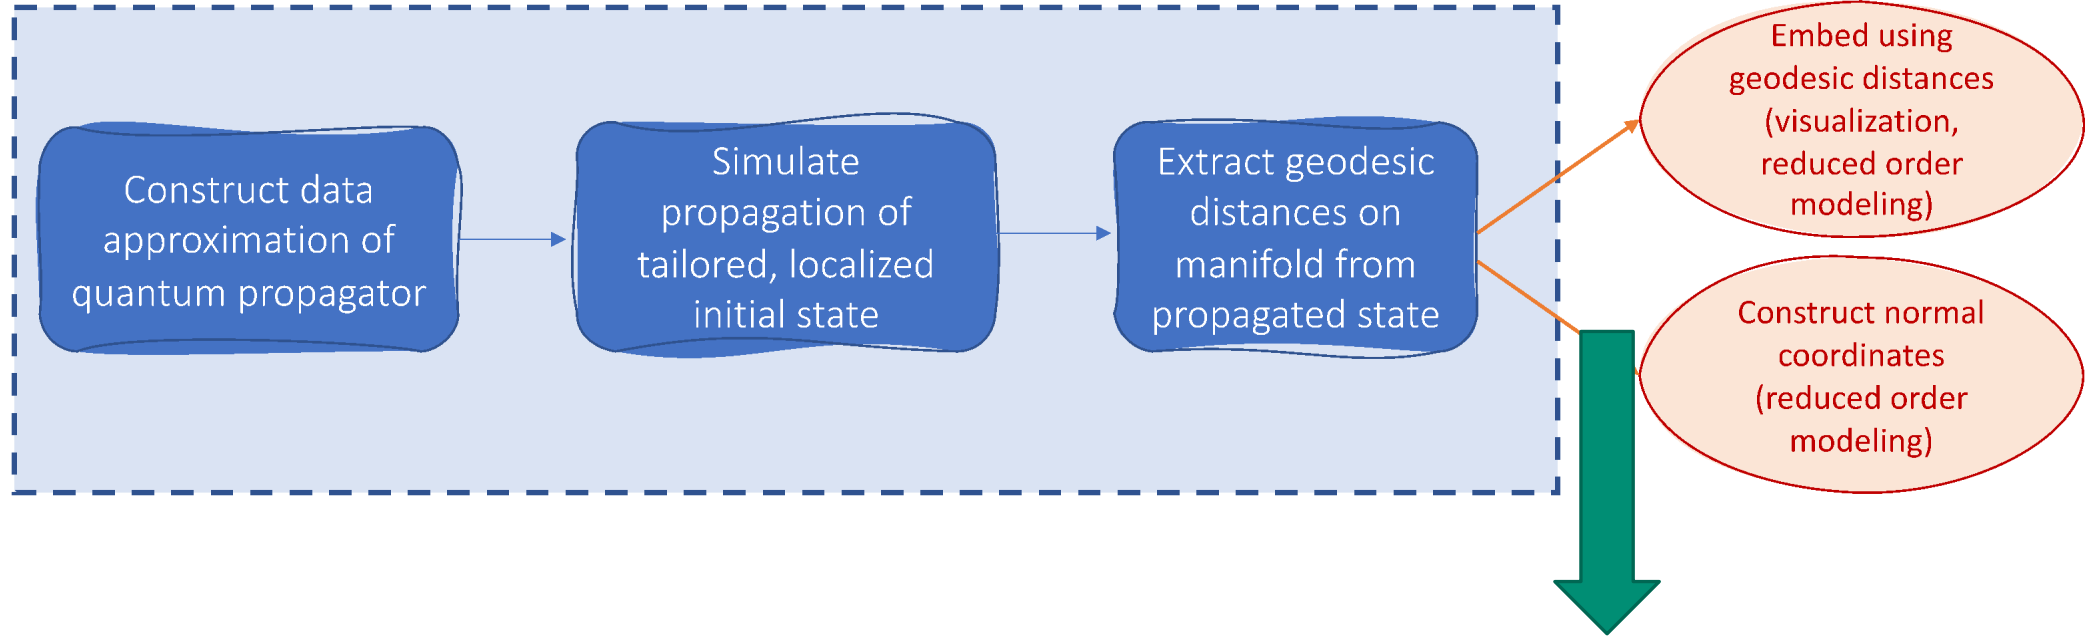 Construct data
approximation of
quantum propagator
Simulate
propagation of
tailored, localized
initial state
Extract geodesic
distances on
manifold from
propagated state
Embed using
geodesic distances
(visualization,
reduced order
modeling)
Construct normal
coordinates
(reduced order
modeling)